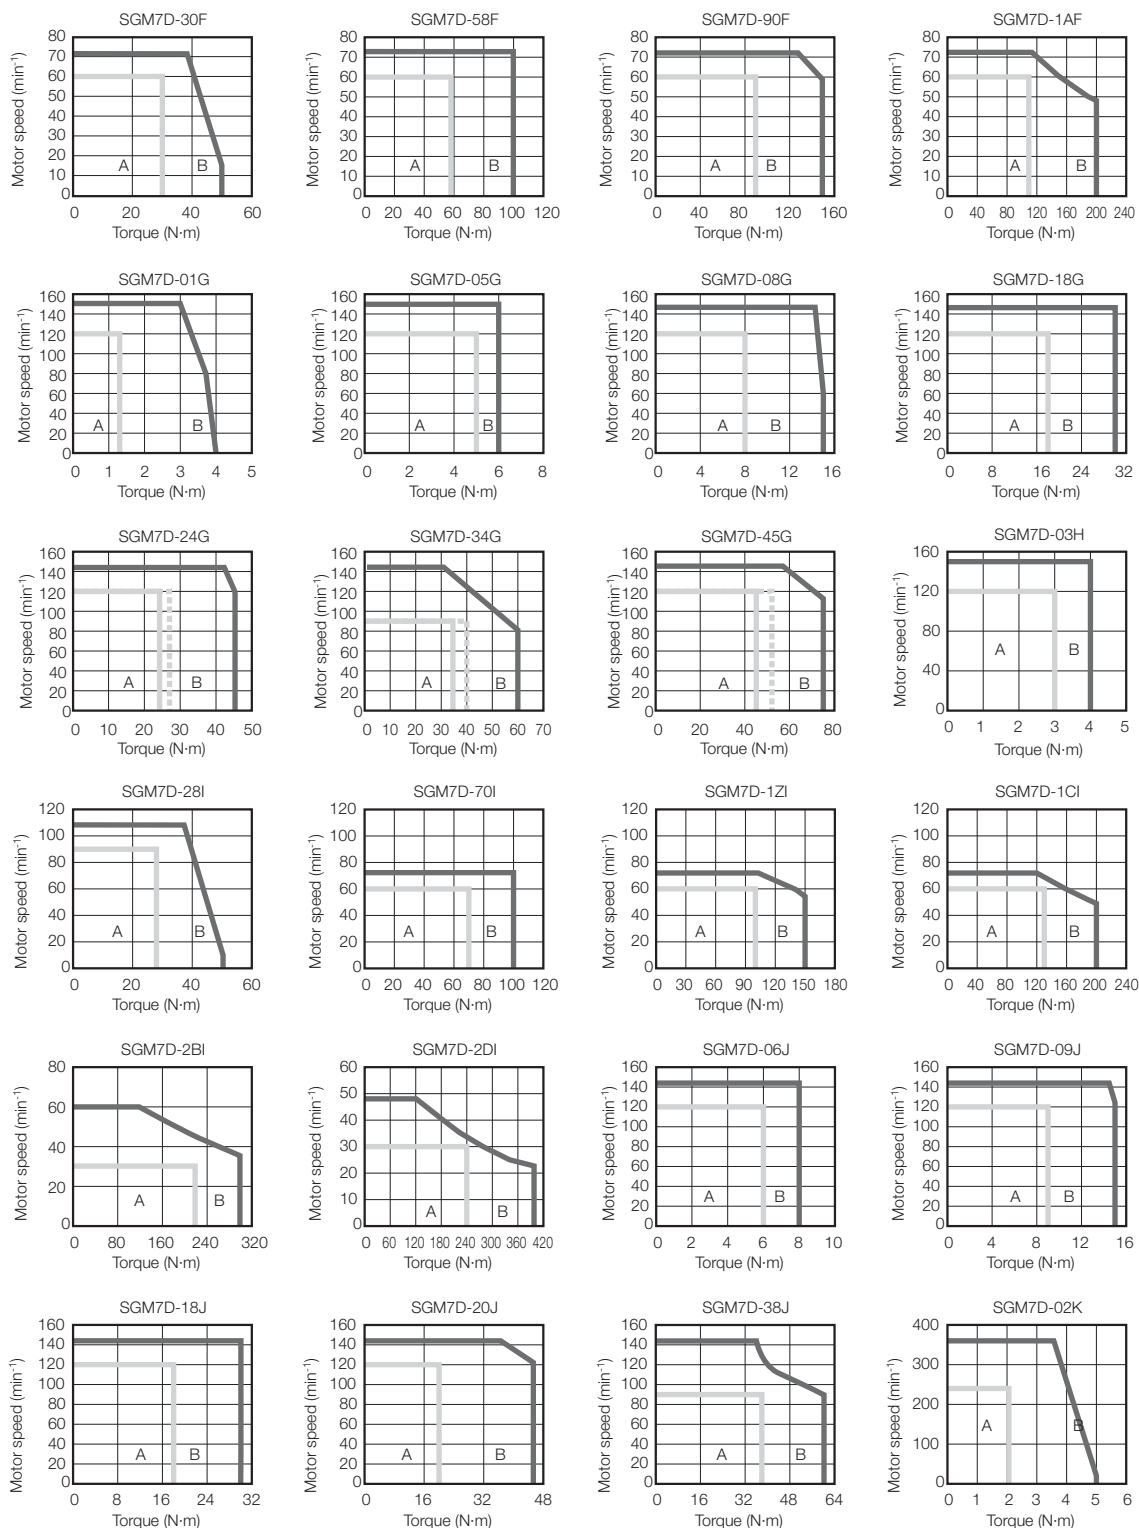 SGM7D-30F
Motor speed (min-1)
80
70
60
50
40
30
20
10
0
A
B
0 20 40 60
Torque (N·m)
SGM7D-58F
Motor speed (min-1)
80
70
60
50
40
30
20
10
0
A
B
0 20 40 60 80 100 120
Torque (N·m)
SGM7D-90F
Motor speed (min-1)
80
70
60
50
40
30
20
10
0
A
B
0 40 80 120 160
Torque (N·m)
SGM7D-1AF
Motor speed (min-1)
80
70
60
50
40
30
20
10
0
A
B
0 40 80 120 160 200 240
Torque (N·m)
SGM7D-01G
Motor speed (min-1)
160
140
120
100
80
60
40
20
0
A
B
0 1 2 3 4 5
Torque (N·m)
SGM7D-05G
Motor speed (min-1)
160
140
120
100
80
60
40
20
0
A
B
0 2 4 6 8
Torque (N·m)
SGM7D-08G
Motor speed (min-1)
160
140
120
100
80
60
40
20
0
A
B
0 4 8 12 16
Torque (N·m)
SGM7D-18G
Motor speed (min-1)
160
140
120
100
80
60
40
20
0
A
B
0 8 16 24 32
Torque (N·m)
SGM7D-24G
Motor speed (min-1)
160
140
120
100
80
60
40
20
0
A
B
0 10 20 30 40 50
Torque (N·m)
SGM7D-34G
Motor speed (min-1)
160
140
120
100
80
60
40
20
0
A
B
0 10 20 30 40 50 60 70
Torque (N·m)
SGM7D-45G
Motor speed (min-1)
160
140
120
100
80
60
40
20
0
A
B
0 20 40 60 80
Torque (N·m)
SGM7D-03H
Motor speed (min-1)
160
120
80
40
0
A
B
0 1 2 3 4 5
Torque (N·m)
SGM7D-28I
Motor speed (min-1)
120
100
80
60
40
20
0
A
B
0 20 40 60
Torque (N·m)
SGM7D-70I
Motor speed (min-1)
120
100
80
60
40
20
0
A
B
0 20 40 60 80 100 120
Torque (N·m)
SGM7D-1ZI
Motor speed (min-1)
120
100
80
60
40
20
0
A
B
0 30 60 90 120 150 180
Torque (N·m)
SGM7D-1CI
Motor speed (min-1)
120
100
80
60
40
20
0
A
B
0 40 80 120 160 200 240
Torque (N·m)
SGM7D-2BI
Motor speed (min-1)
80
60
40
20
0
A
B
0 80 160 240 320
Torque (N·m)
SGM7D-2DI
Motor speed (min-1)
60
50
40
30
20
10
0
A
B
0 60 120 180 240 300 360 420
Torque (N·m)
SGM7D-06J
Motor speed (min-1)
160
140
120
100
80
60
40
20
0
A
B
0 2 4 6 8 10
Torque (N·m)
SGM7D-09J
Motor speed (min-1)
160
140
120
100
80
60
40
20
0
A
B
0 4 8 12 16
Torque (N·m)
SGM7D-18J
Motor speed (min-1)
160
140
120
100
80
60
40
20
0
A
B
0 8 16 24 32
Torque (N·m)
SGM7D-20J
Motor speed (min-1)
160
140
120
100
80
60
40
20
0
A
B
0 16 32 48
Torque (N·m)
SGM7D-38J
Motor speed (min-1)
160
140
120
100
80
60
40
20
0
A
B
0 16 32 48 64
Torque (N·m)
SGM7D-02K
Motor speed (min-1)
400
300
200
100
0
A
B
0 1 2 3 4 5 6
Torque (N·m)